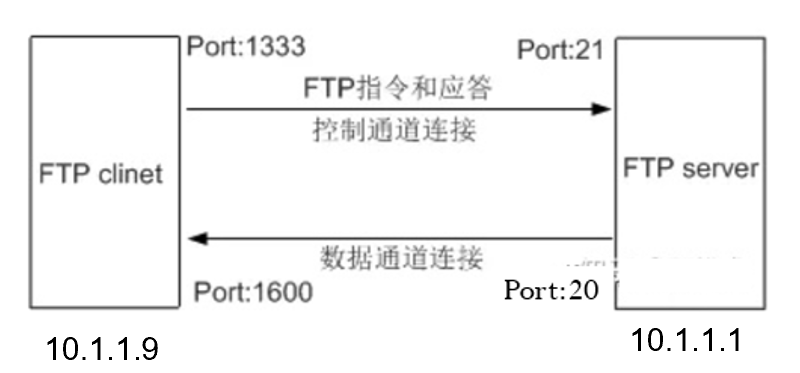 Port:1333
Port:21
FTP指令和应答
控制通道连接
FTP clinet
FTP server
数据通道连接
Port:1600
Port:20
10.1.1.9
10.1.1.1